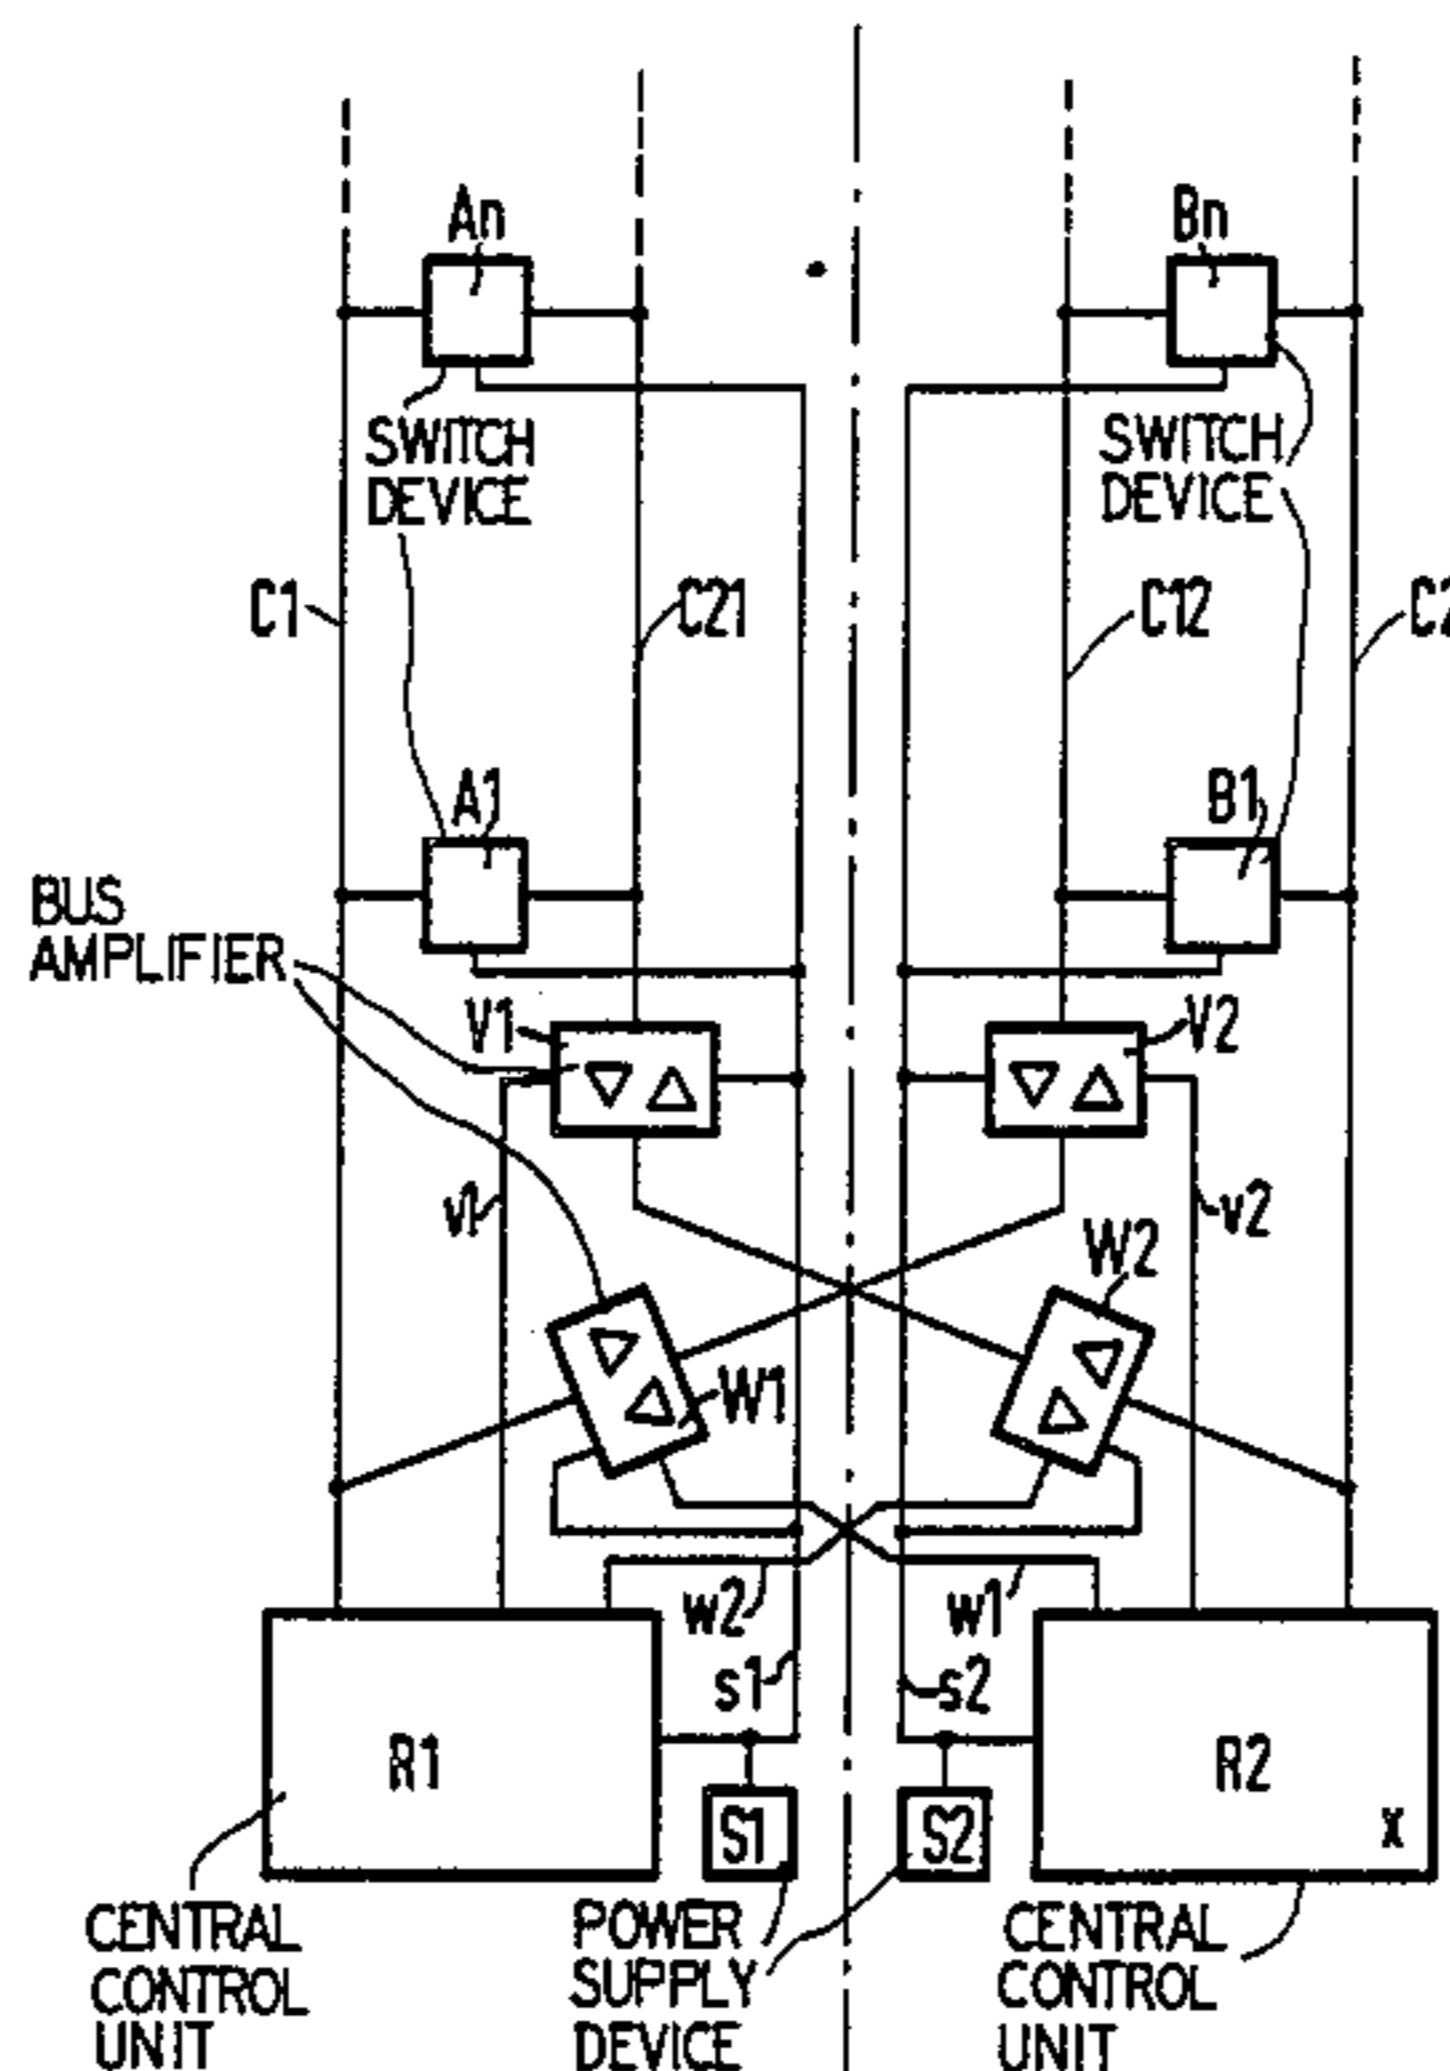 An
Bn
SWITCH
DEVICE
SWITCH
DEVICE
C1
C21
C12
C2
A1
B1
BUS
AMPLIFIER
V1
V2
v1
v2
W2
W1
w2
w1
s1
s2
R1
S1
S2
R2
x
CENTRAL
CONTROL
UNIT
POWER
SUPPLY
DEVICE
CENTRAL
CONTROL
UNIT